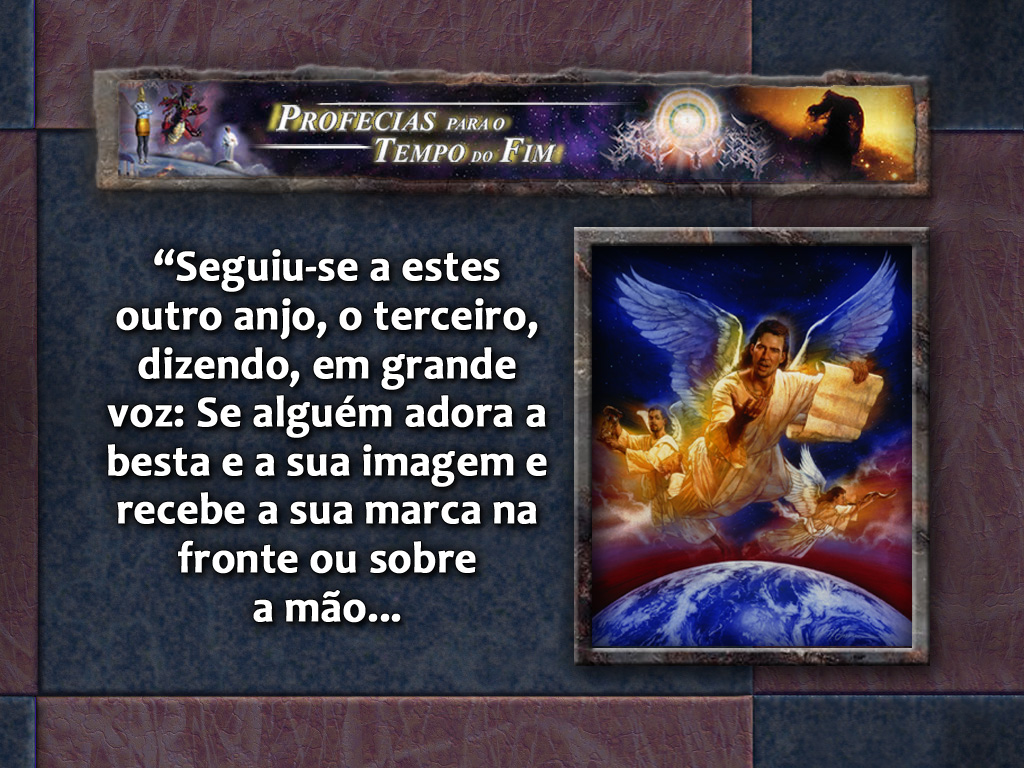 PROFECIAS PARA O
TEMPO DO FIM
“Seguiu-se a estes
outro anjo, o terceiro,
dizendo, em grande
voz: Se alguém adora a
besta e a sua imagem e
recebe a sua marca na
fronte ou sobre
a mão...